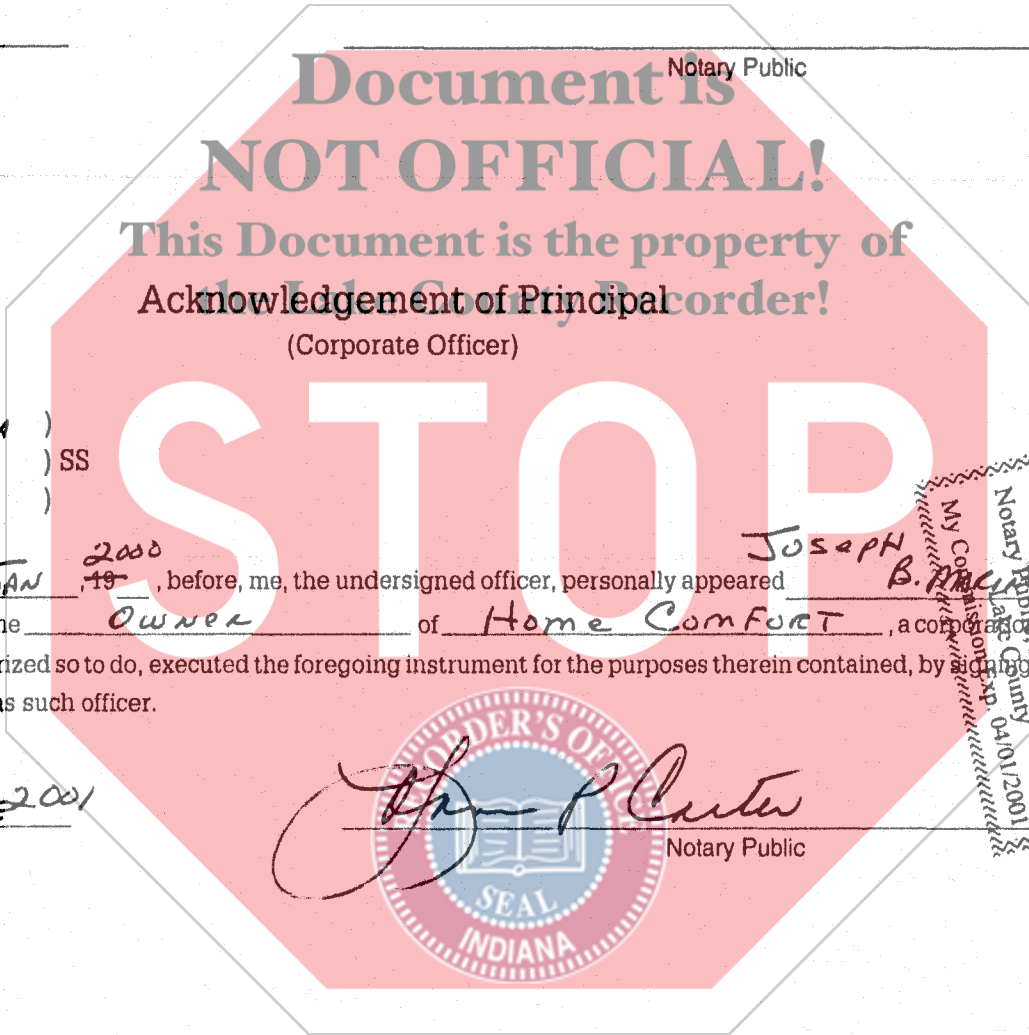 Notary Public
Document is
NOT OFFICIAL!
This Document is the property of
the Lake County Recorder!
Acknowledgement of Principal
(Corporate Officer)
)
) SS
)
STOP
2000
JOSEPH
AN , 19 , before, me, the undersigned officer, personally appeared B.
ne OWNER of Home COMFORT , a corporation
rized so to do, executed the foregoing instrument for the purposes therein contained, by signing
s such officer.
2001
Notary Public
RECORDER'S OFFICE
SEAL
INDIANA
Notary Public,
Lake County
My Commission Exp. 04/01/2001